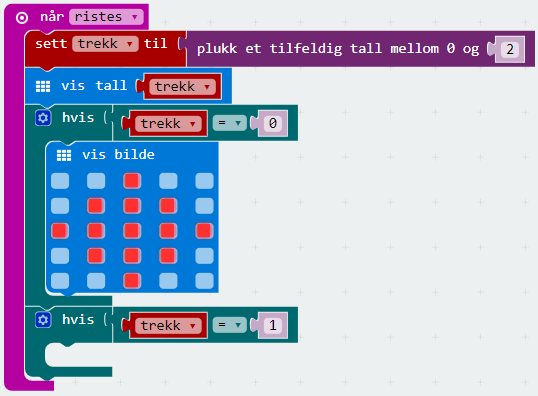 når ristes
sett trekk til plukk et tilfeldig tall mellom 0 og 2
vis tall trekk
hvis trekk = 0
vis bilde
hvis trekk = 1